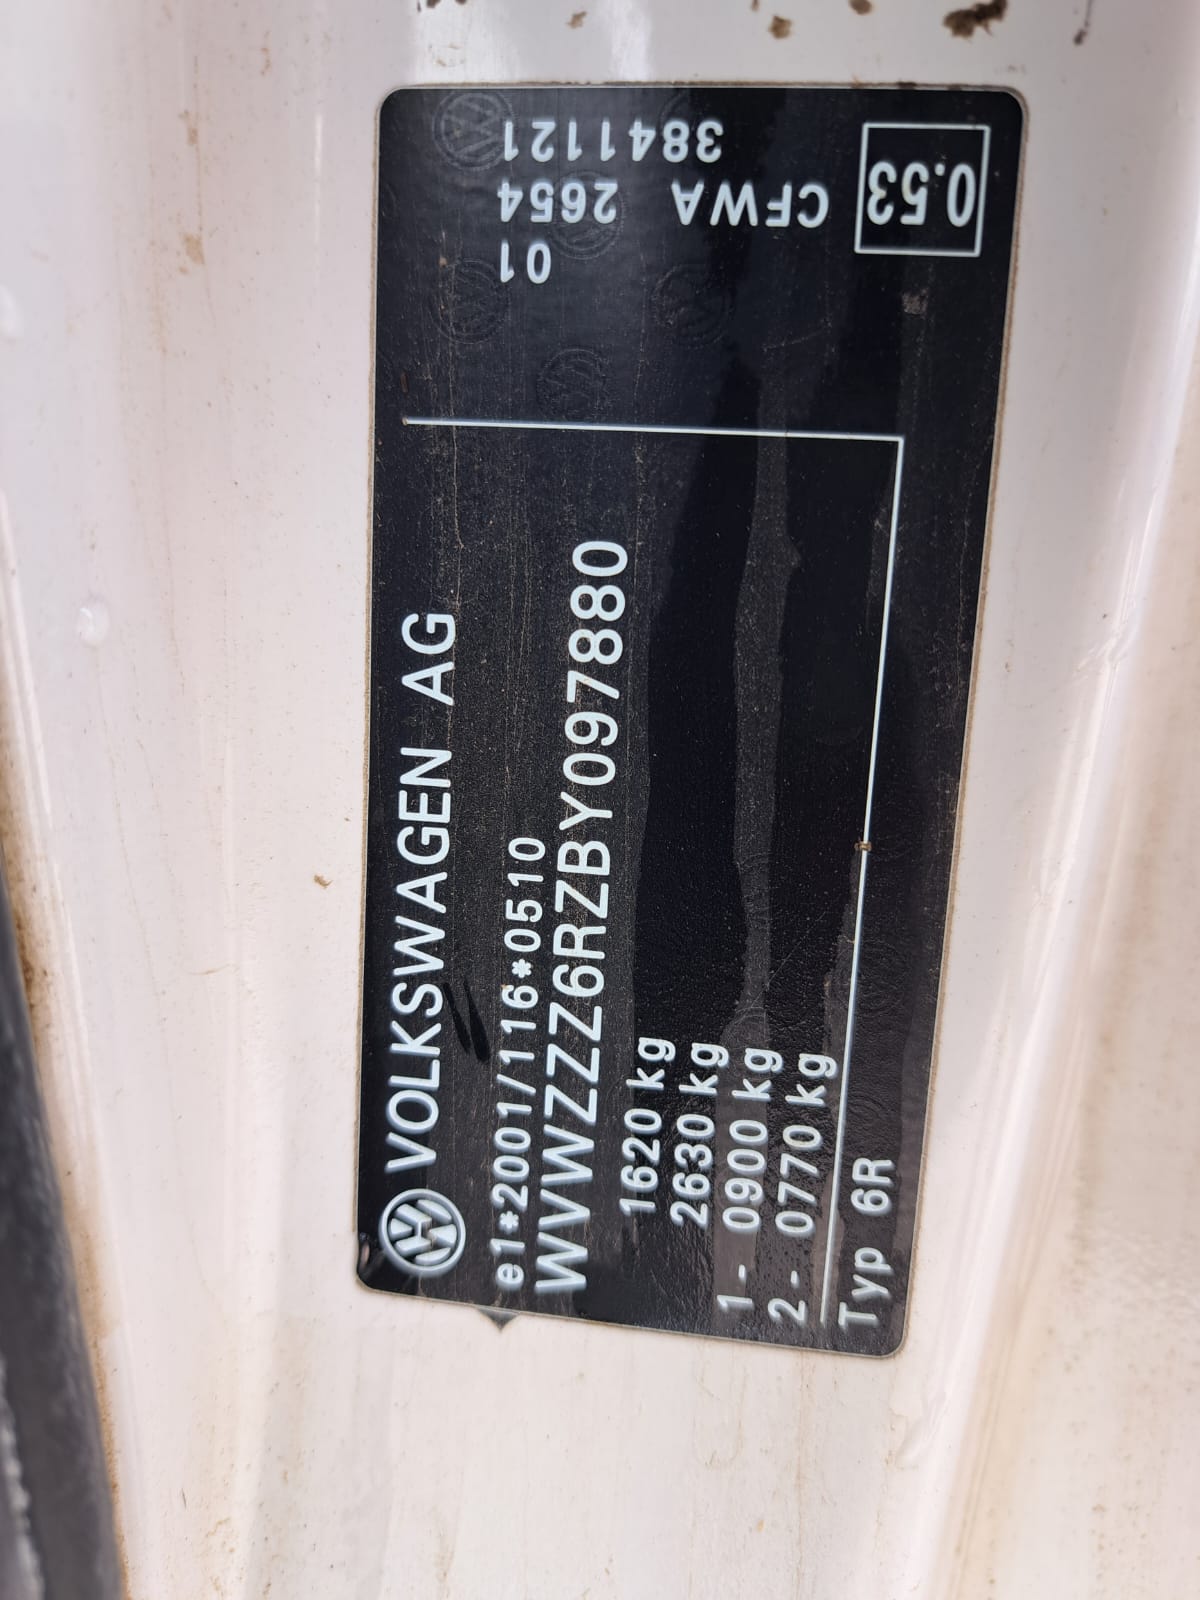 VOLKSWAGEN AG
e1*2001/116*0510
WVWZZZ6RZBY097880
1620 kg
2630 kg
1- 0900 kg
2- 0770 kg
Typ 6R
3841121
CFWA 2654
01
0.53